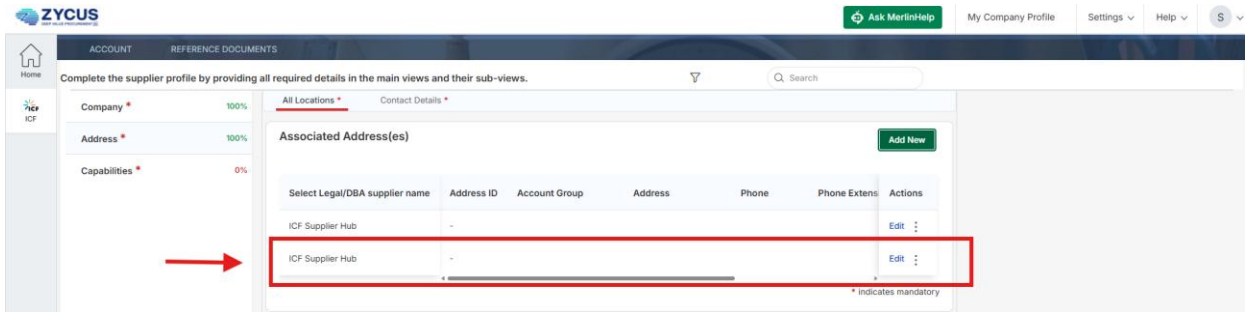 ZYCUS
Ask MerlinHelp
My Company Profile
Settings
Help
S
Home
ICF
ICF
ACCOUNT REFERENCE DOCUMENTS
Complete the supplier profile by providing all required details in the main views and their sub-views.
Search
Company * 100%
Address * 100%
Capabilities * 0%
All Locations * Contact Details *
Associated Address(es)
Add New
Select Legal/DBA supplier name Address ID Account Group Address Phone Phone Extens Actions
ICF Supplier Hub - Edit
ICF Supplier Hub - Edit
* indicates mandatory